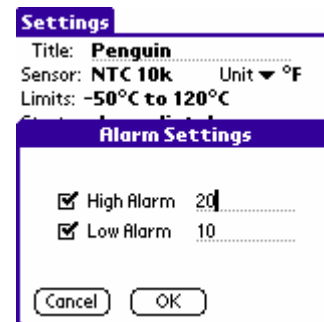 Settings
Title: Penguin
Sensor: NTC 10k Unit °F
Limits: -50°C to 120°C
Alarm Settings
High Alarm 20
Low Alarm 10
Cancel OK